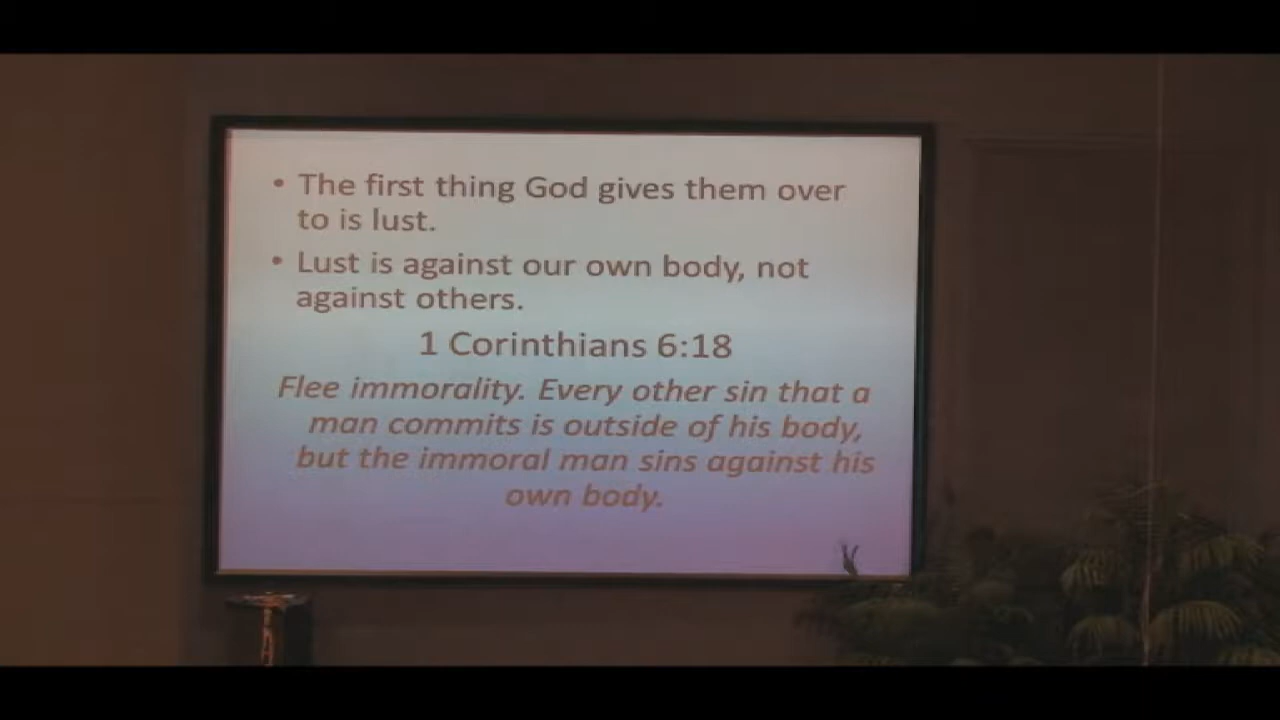 • The first thing God gives them over
to is lust.
• Lust is against our own body, not
against others.
1 Corinthians 6:18
Flee immorality. Every other sin that a
man commits is outside of his body,
but the immoral man sins against his
own body.